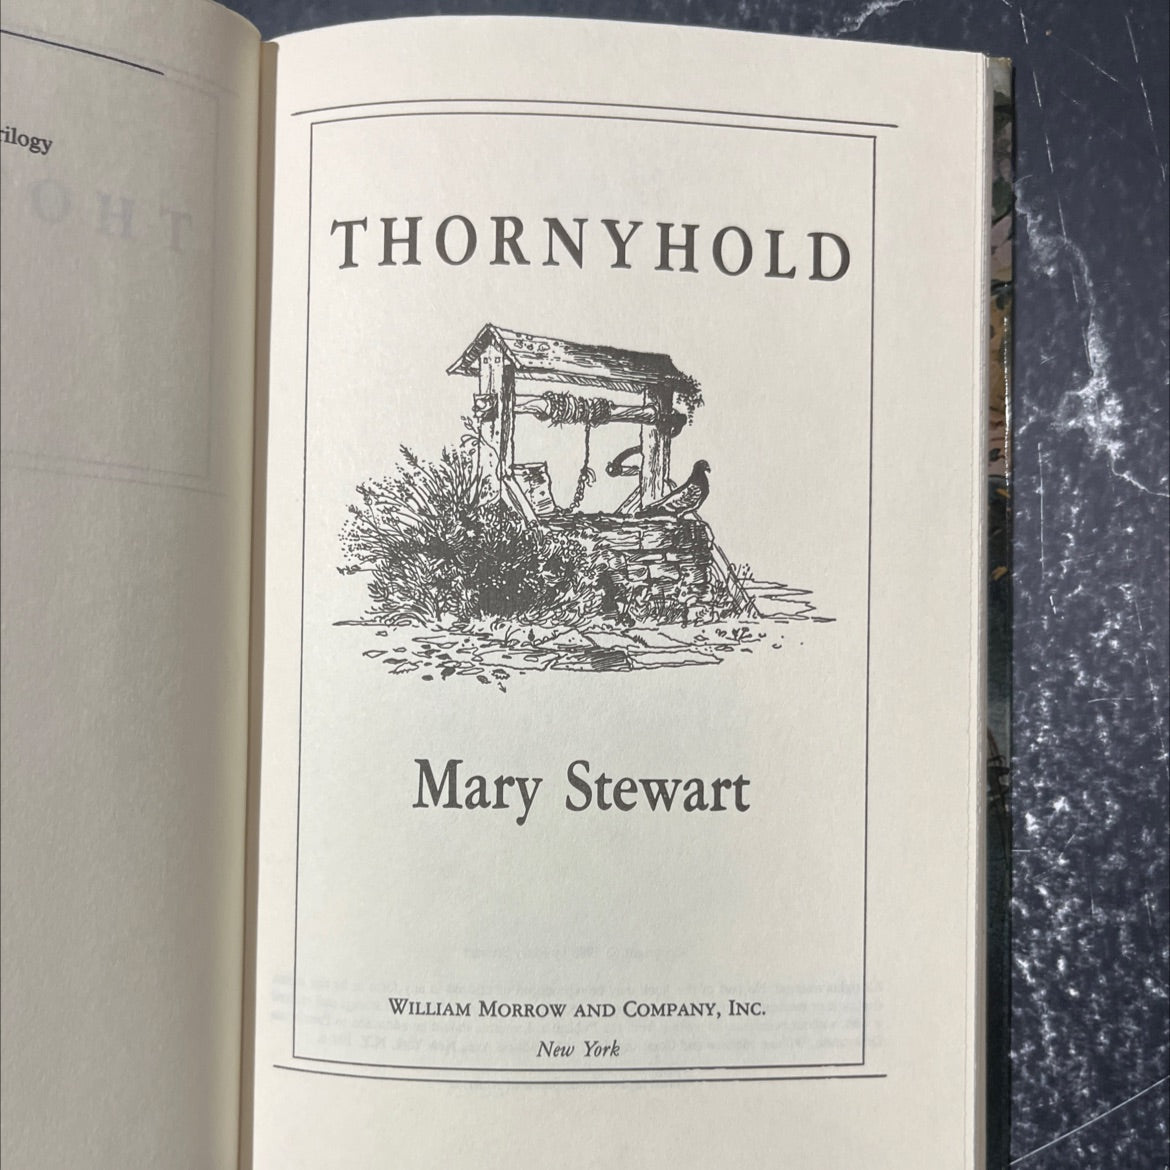 rilogy
THORNYHOLD
Mary Stewart
WILLIAM MORROW AND COMPANY, INC.
New York